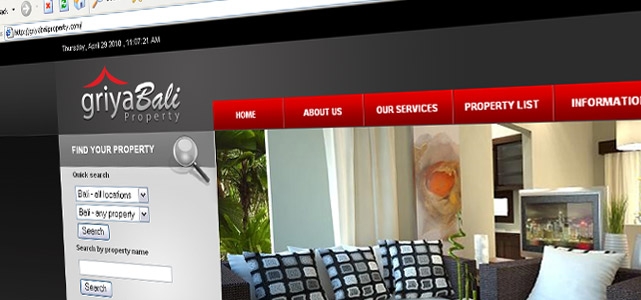 http://griyabaliproperty.com/
Thursday, April 29 2010 , 11:07:21 AM
griyaBali
Property
HOME
ABOUT US
OUR SERVICES
PROPERTY LIST
INFORMATION
FIND YOUR PROPERTY
Quick search
Bali - all locations
Bali - any property
Search
Search by property name
Search